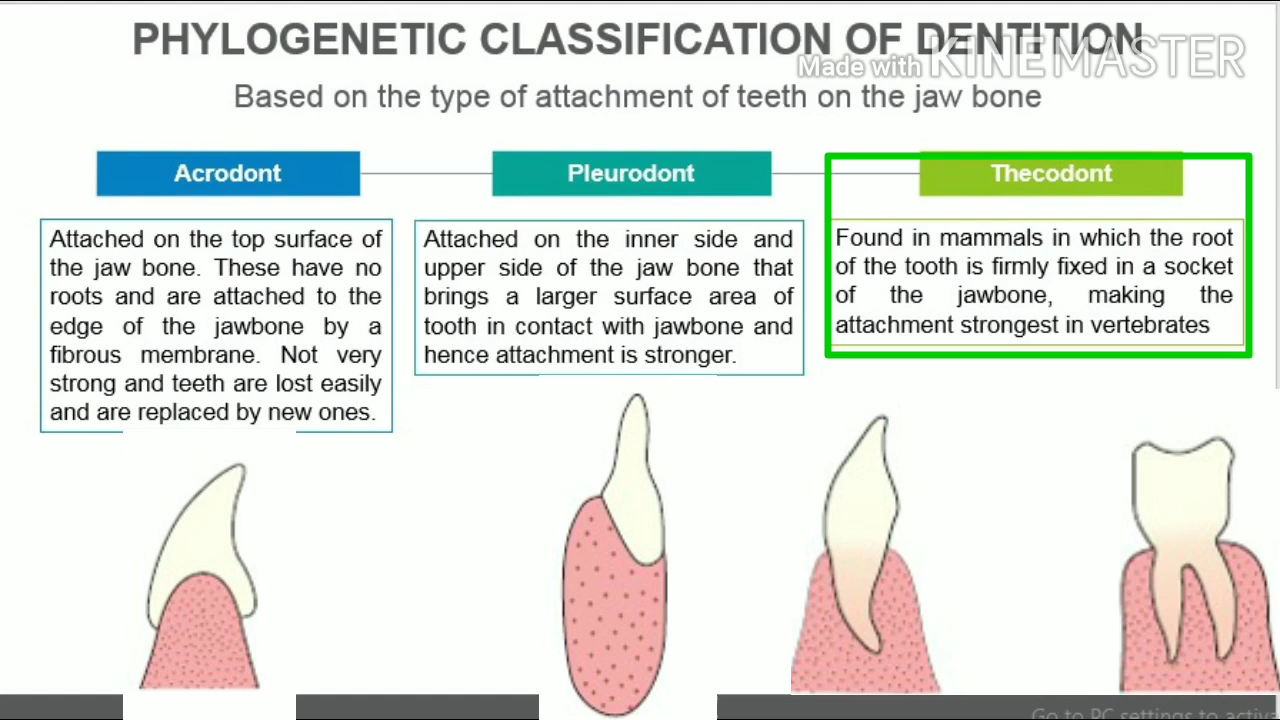 PHYLOGENETIC CLASSIFICATION OF DENTITION
Made with KINEMASTER
Based on the type of attachment of teeth on the jaw bone
Acrodont
Attached on the top surface of
the jaw bone. These have no
roots and are attached to the
edge of the jawbone by a
fibrous membrane. Not very
strong and teeth are lost easily
and are replaced by new ones.
Pleurodont
Attached on the inner side and
upper side of the jaw bone that
brings a larger surface area of
tooth in contact with jawbone and
hence attachment is stronger.
Thecodont
Found in mammals in which the root
of the tooth is firmly fixed in a socket
of the jawbone, making the
attachment strongest in vertebrates
Go to PC settings to activa